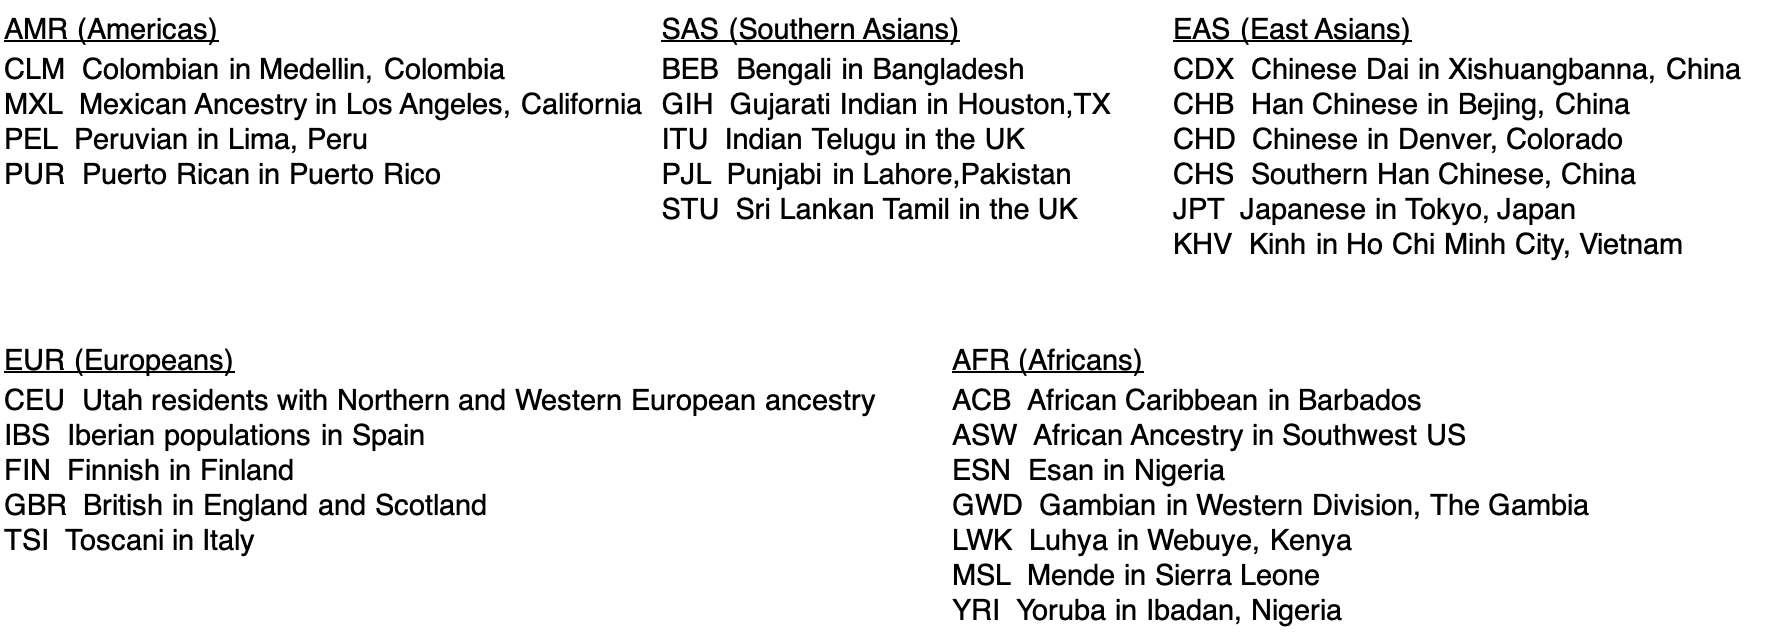 AMR (Americas)
CLM Colombian in Medellin, Colombia
MXL Mexican Ancestry in Los Angeles, California
PEL Peruvian in Lima, Peru
PUR Puerto Rican in Puerto Rico
SAS (Southern Asians)
BEB Bengali in Bangladesh
GIH Gujarati Indian in Houston,TX
ITU Indian Telugu in the UK
PJL Punjabi in Lahore,Pakistan
STU Sri Lankan Tamil in the UK
EAS (East Asians)
CDX Chinese Dai in Xishuangbanna, China
CHB Han Chinese in Bejing, China
CHD Chinese in Denver, Colorado
CHS Southern Han Chinese, China
JPT Japanese in Tokyo, Japan
KHV Kinh in Ho Chi Minh City, Vietnam
EUR (Europeans)
CEU Utah residents with Northern and Western European ancestry
IBS Iberian populations in Spain
FIN Finnish in Finland
GBR British in England and Scotland
TSI Toscani in Italy
AFR (Africans)
ACB African Caribbean in Barbados
ASW African Ancestry in Southwest US
ESN Esan in Nigeria
GWD Gambian in Western Division, The Gambia
LWK Luhya in Webuye, Kenya
MSL Mende in Sierra Leone
YRI Yoruba in Ibadan, Nigeria